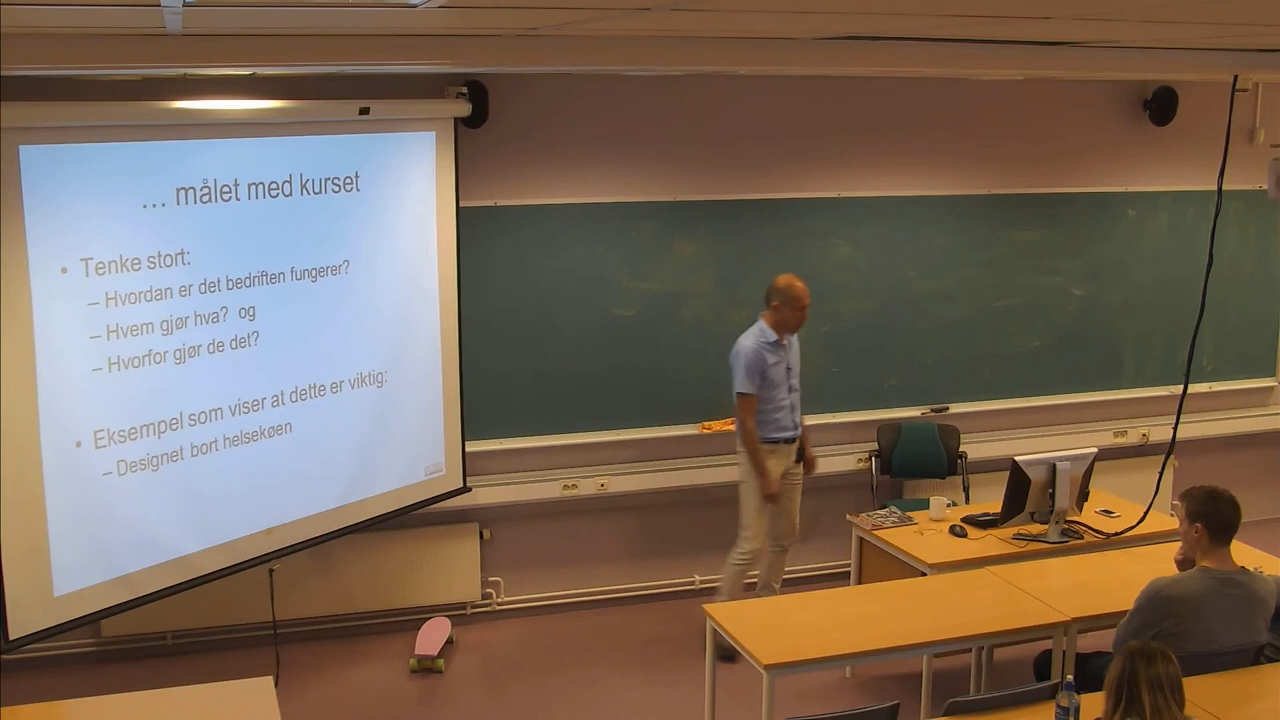 ... målet med kurset
• Tenke stort:
– Hvordan er det bedriften fungerer?
– Hvem gjør hva? og
– Hvorfor gjør de det?
• Eksempel som viser at dette er viktig:
– Designet bort helsekøen